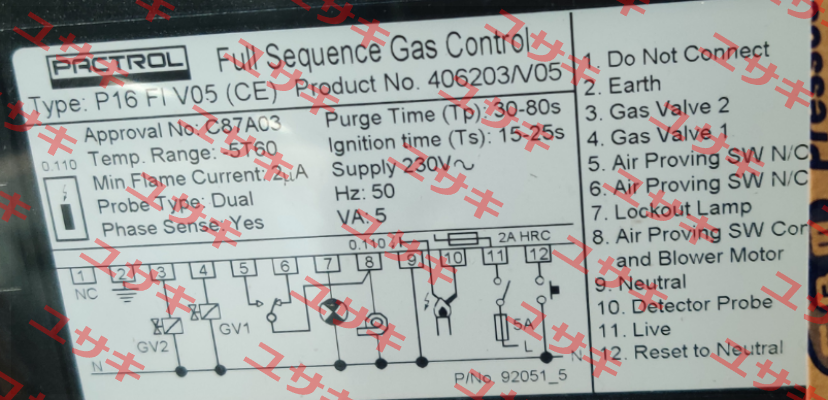 PACTROL Full Sequence Gas Control
Type: P16 FI V05 (CE) Product No. 406203/V05
Approval No: C87A03
Temp. Range: -5T60
Min Flame Current: 2μA
Probe Type: Dual
Phase Sense: Yes
Purge Time (Tp): 30-80s
Ignition time (Ts): 15-25s
Supply 230V~
Hz: 50
VA: 5
0.110
0.110
2A HRC
1 2 3 4 5 6 7 8 9 10 11 12
NC
GV2
GV1
5A
L
N
N
P/No. 92051_5
1. Do Not Connect
2. Earth
3. Gas Valve 2
4. Gas Valve 1
5. Air Proving SW N/C
6. Air Proving SW N/C
7. Lockout Lamp
8. Air Proving SW Com
and Blower Motor
9. Neutral
10. Detector Probe
11. Live
12. Reset to Neutral
ユサキ